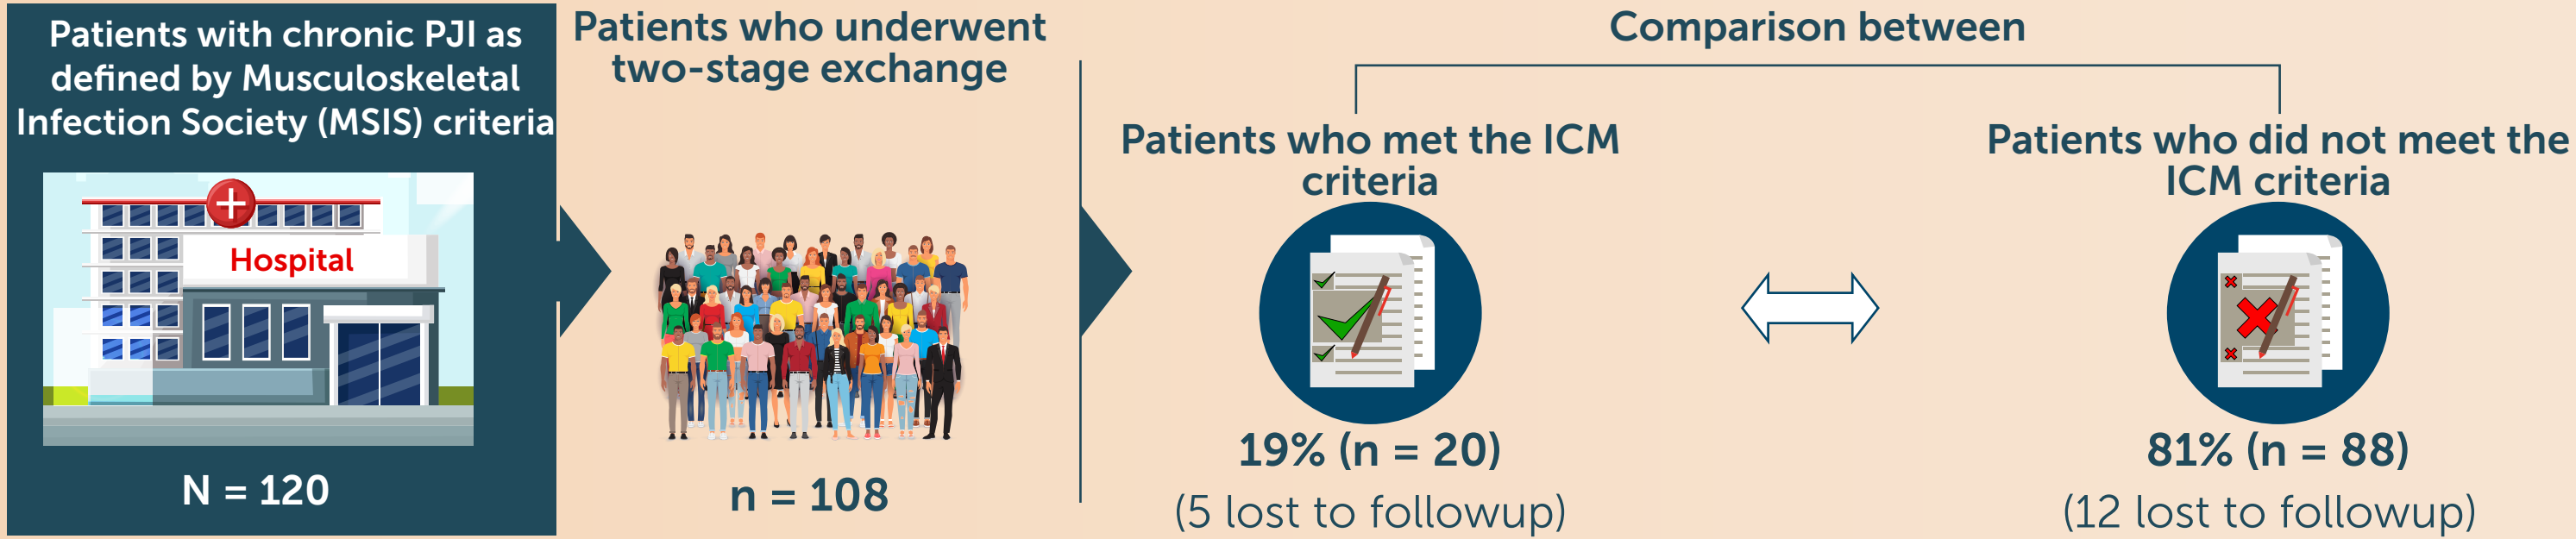 Patients with chronic PJI as
defined by Musculoskeletal
Infection Society (MSIS) criteria
Hospital
N = 120
Patients who underwent
two-stage exchange
n = 108
Comparison between
Patients who met the ICM
criteria
19% (n = 20)
(5 lost to followup)
Patients who did not meet the
ICM criteria
81% (n = 88)
(12 lost to followup)